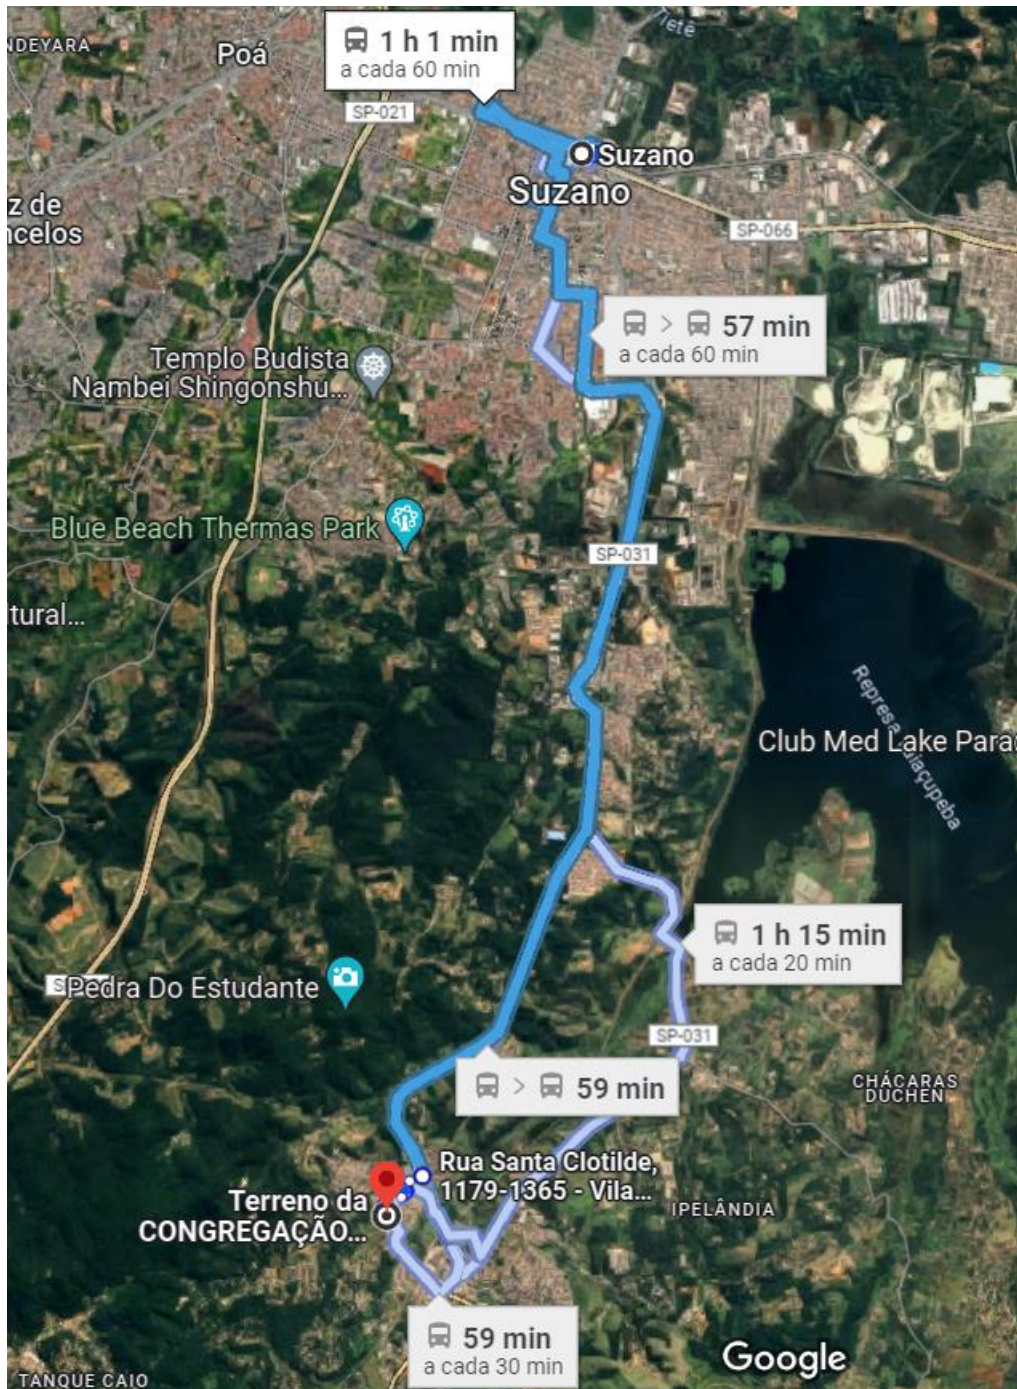 Tietê
NDEYARA
Poá
1 h 1 min
a cada 60 min
SP-021
Suzano
Suzano
z de
ncelos
SP-066
57 min
a cada 60 min
Templo Budista
Nambei Shingonshu...
Blue Beach Thermas Park
SP-031
tural...
Represa
Club Med Lake Para
1 h 15 min
a cada 20 min
Pedra Do Estudante
SP-031
59 min
CHÁCARAS
DUCHEN
Rua Santa Clotilde,
1179-1365 - Vila...
Terreno da
CONGREGAÇÃO...
IPELÂNDIA
59 min
a cada 30 min
Google
TANQUE CAIO